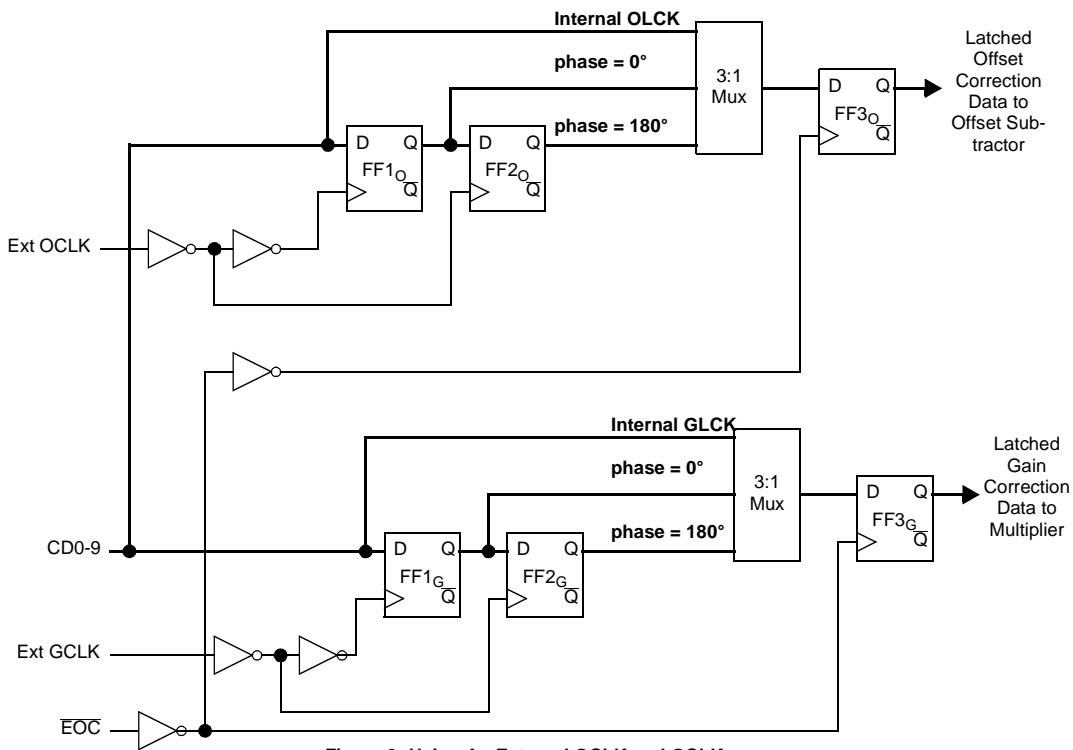 Internal OLCK
phase = 0°
phase = 180°
3:1
Mux
D Q
FF3O Q̅
Latched
Offset
Correction
Data to
Offset Sub-
tractor
D Q
FF1O Q̅
D Q
FF2O Q̅
Ext OCLK
Internal GLCK
phase = 0°
phase = 180°
3:1
Mux
D Q
FF3G Q̅
Latched
Gain
Correction
Data to
Multiplier
CD0-9
D Q
FF1G Q̅
D Q
FF2G Q̅
Ext GCLK
E̅O̅C̅